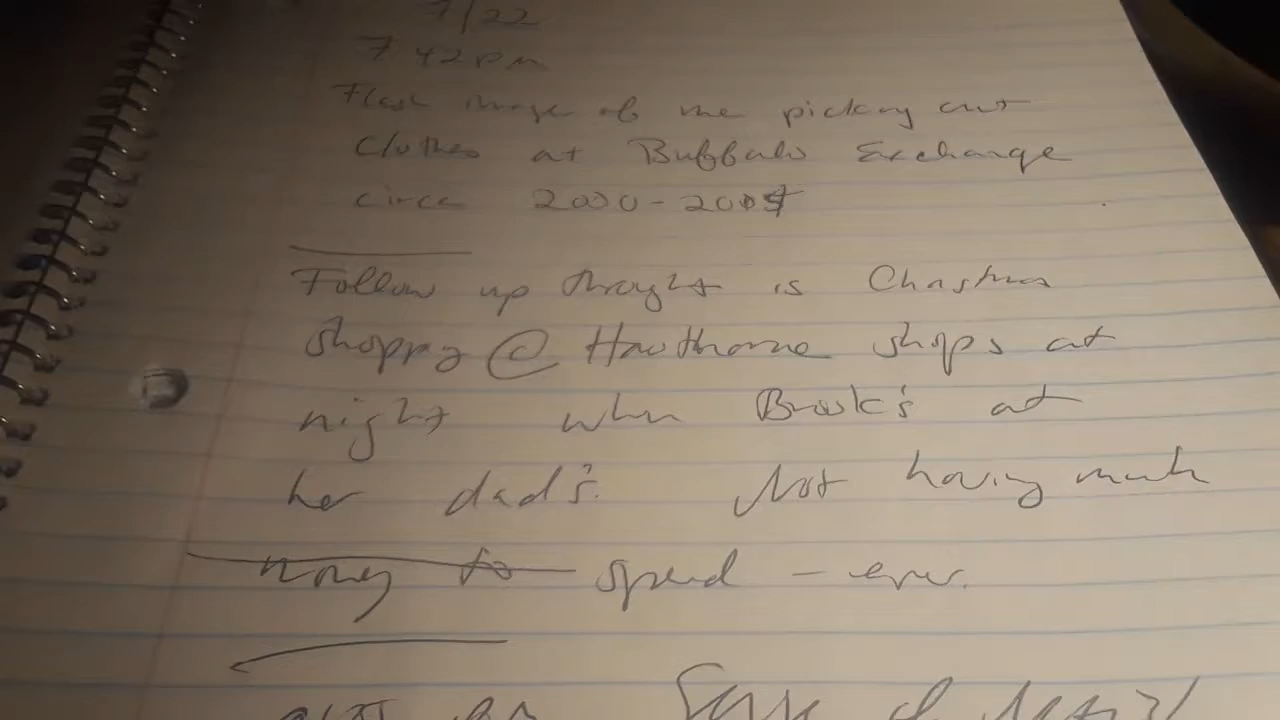 7/22
7 42pm
Flash image of me picking out
Clothes at Buffalo Exchange
circa 2000-2005
Follow up thought is Christmas
shopping @ Hawthorne shops at
night when Brook's at
her dad's. Not having much
money to spend - ever.
Sense of